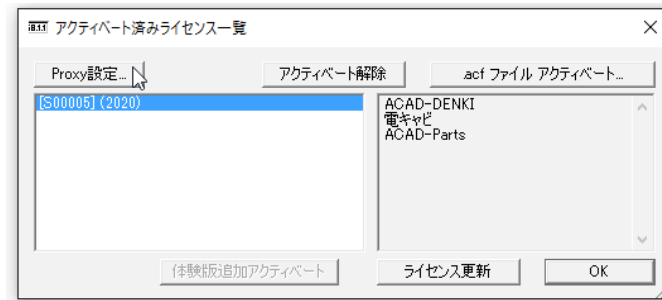 アクティベート済みライセンス一覧
Proxy設定...
アクティベート解除
.acf ファイル アクティベート...
[S00005] (2020)
ACAD-DENKI
電キャビ
ACAD-Parts
体験版追加アクティベート
ライセンス更新
OK